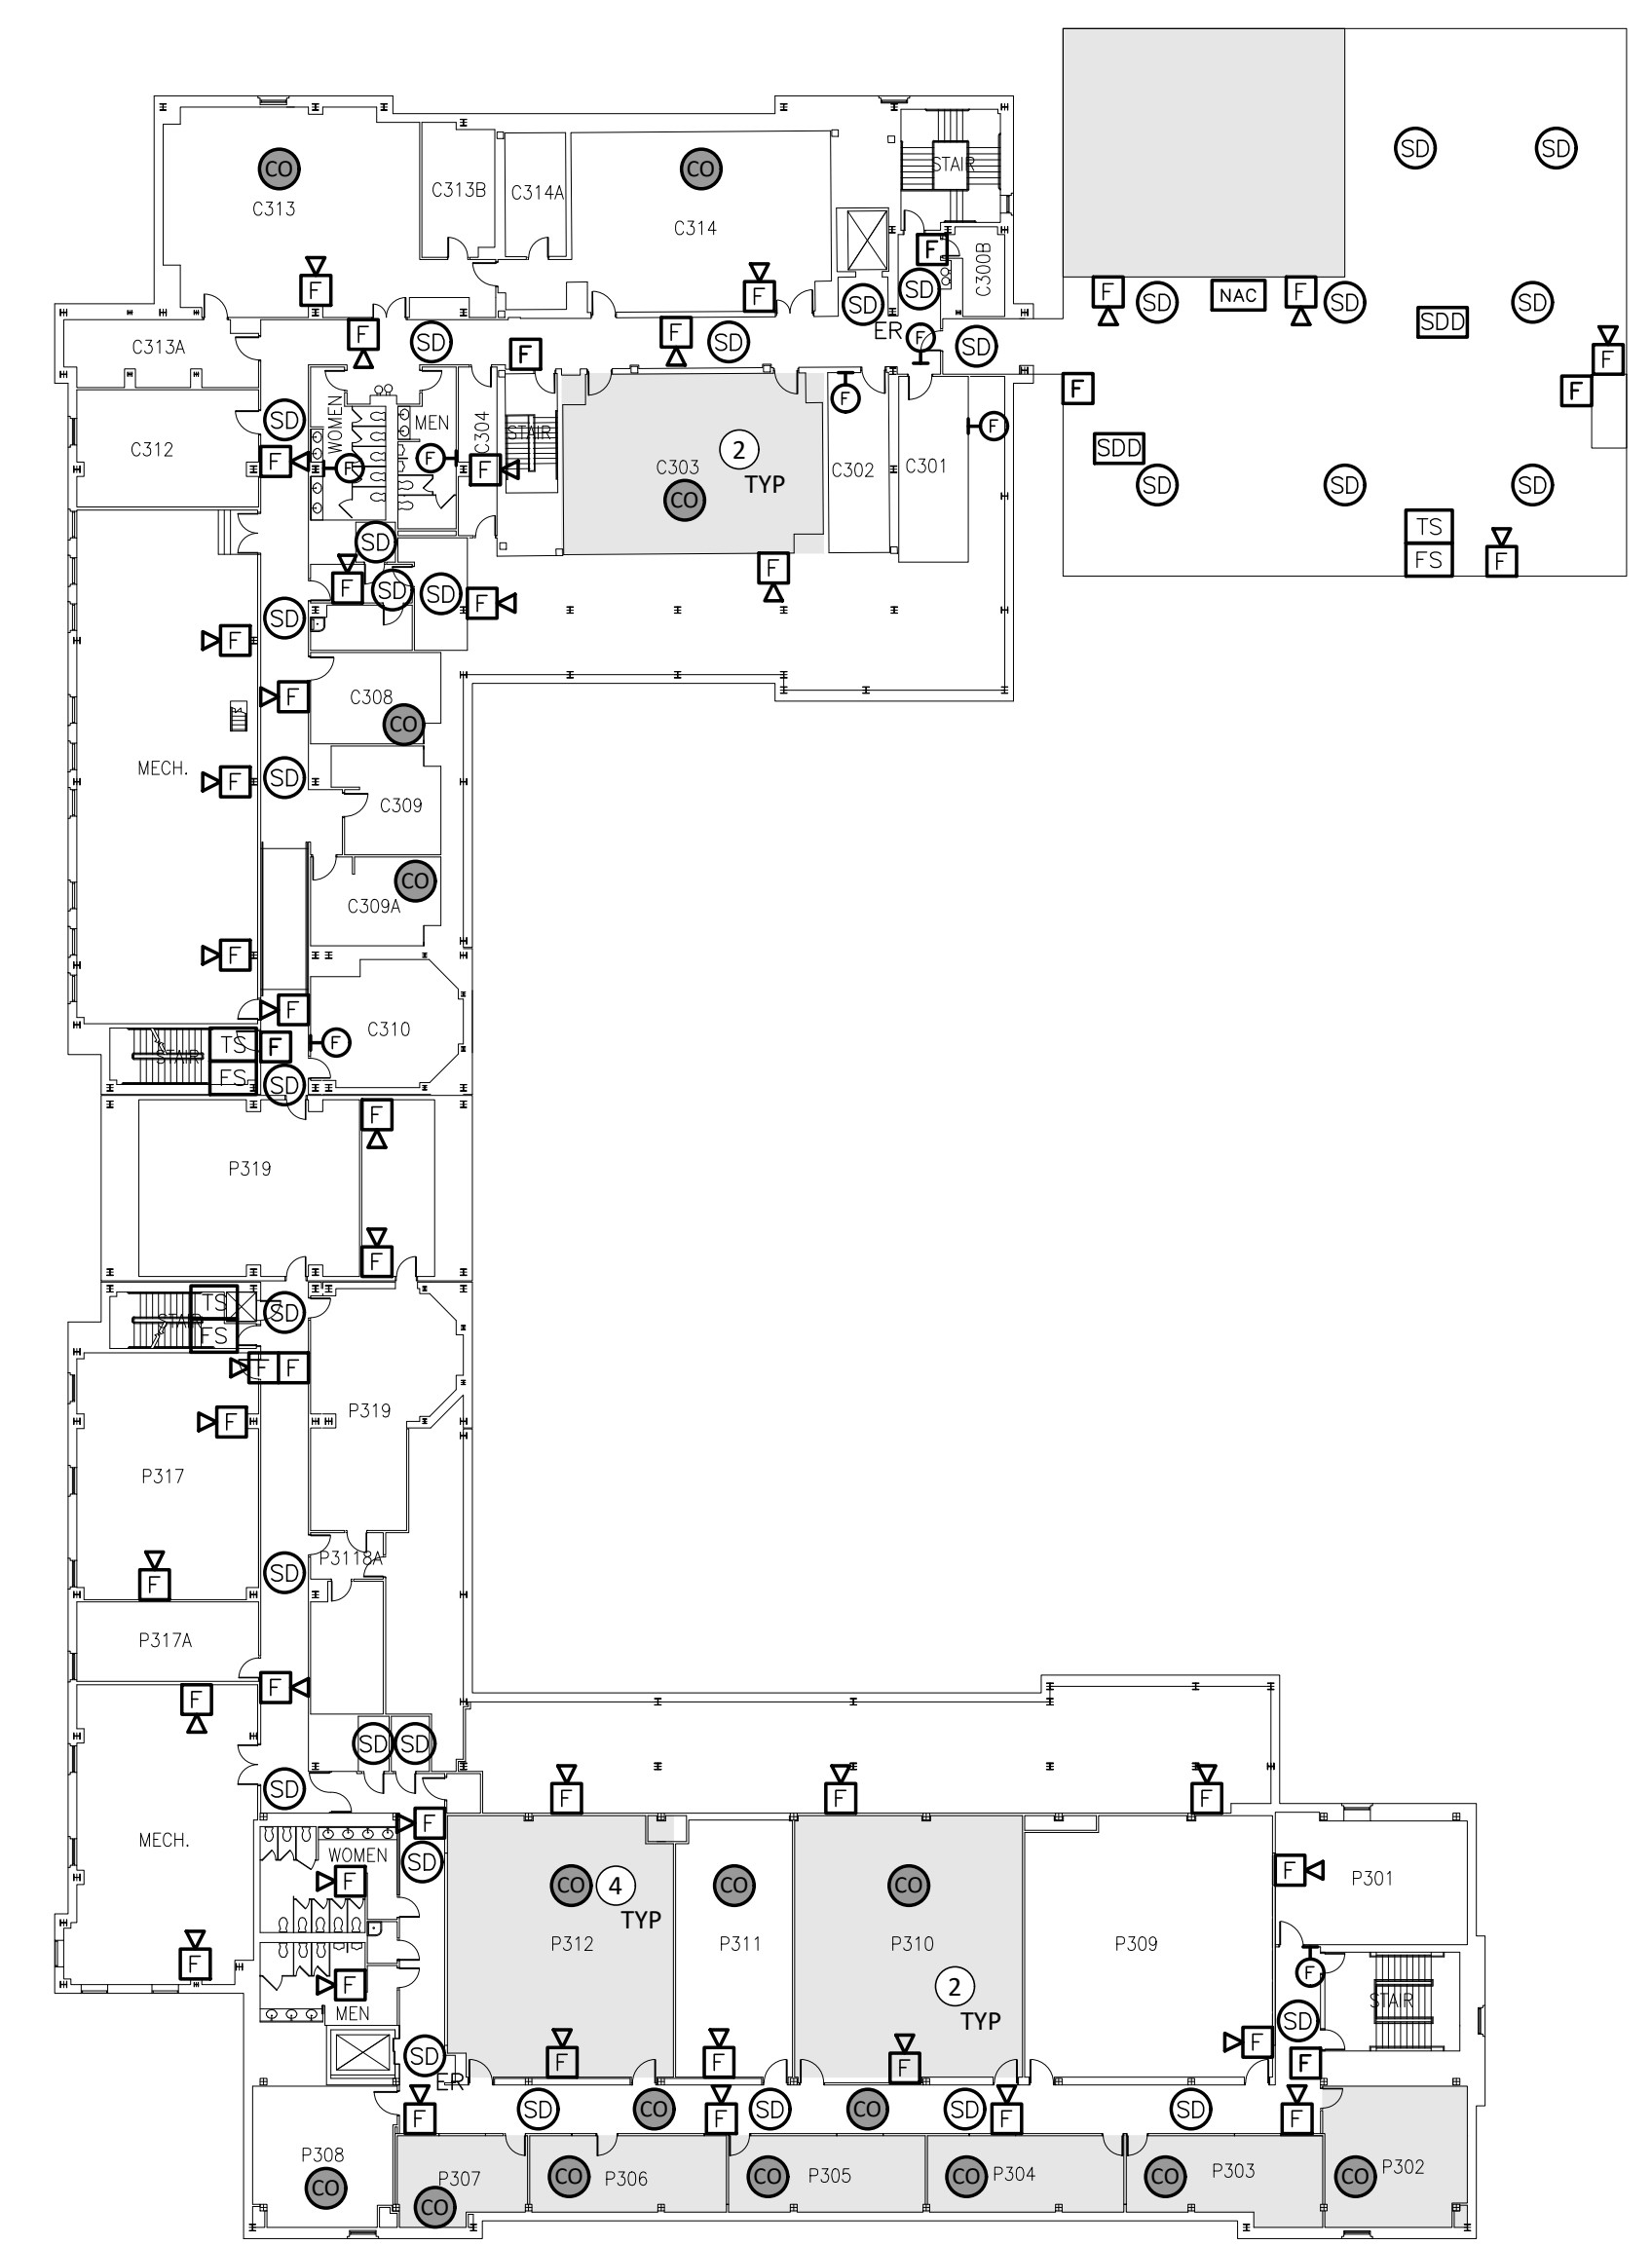 CO
C313
C313B
C314A
CO
C314
STAIR
C300B
F
SD
SD
F
F
SD
SD
ER
F
F
SD
F
F
SD
F
SD
F
SD
NAC
F
SD
SD
SDD
F
F
F
SDD
SD
SD
SD
TS
FS
F
C313A
SD
C312
F
WOMEN
F
MEN
F
C304
F
STAIR
C303
2
TYP
CO
F
C302
C301
F
F
SD
F
SD
SD
F
SD
F
F
C308
CO
MECH.
F
SD
C309
CO
C309A
F
F
C310
F
STAIR
TS
FS
F
SD
F
P319
F
STAIR
TS
FS
SD
F
F
F
P319
P317
F
SD
P3118A
P317A
F
F
SD
SD
SD
MECH.
F
WOMEN
F
F
MEN
F
SD
SD
ER
F
F
F
CO
4
TYP
P312
F
CO
P311
F
CO
P310
2
TYP
F
P309
F
F
P301
F
STAIR
SD
F
F
SD
CO
F
SD
CO
SD
F
SD
F
P308
CO
P307
CO
CO
P306
CO
P305
CO
P304
CO
P303
CO
P302